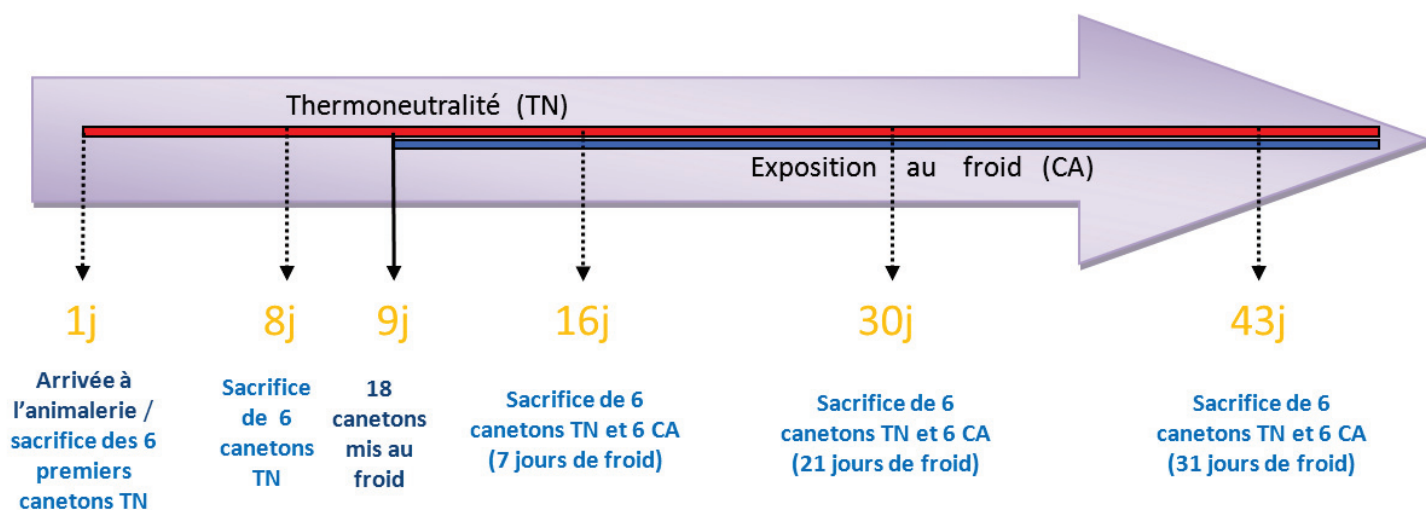 Thermoneutralité (TN)
Exposition au froid (CA)
1j
8j
9j
16j
30j
43j
Arrivée à
l’animalerie /
sacrifice des 6
premiers
canetons TN
Sacrifice
de 6
canetons
TN
18
canetons
mis au
froid
Sacrifice de 6
canetons TN et 6 CA
(7 jours de froid)
Sacrifice de 6
canetons TN et 6 CA
(21 jours de froid)
Sacrifice de 6
canetons TN et 6 CA
(31 jours de froid)